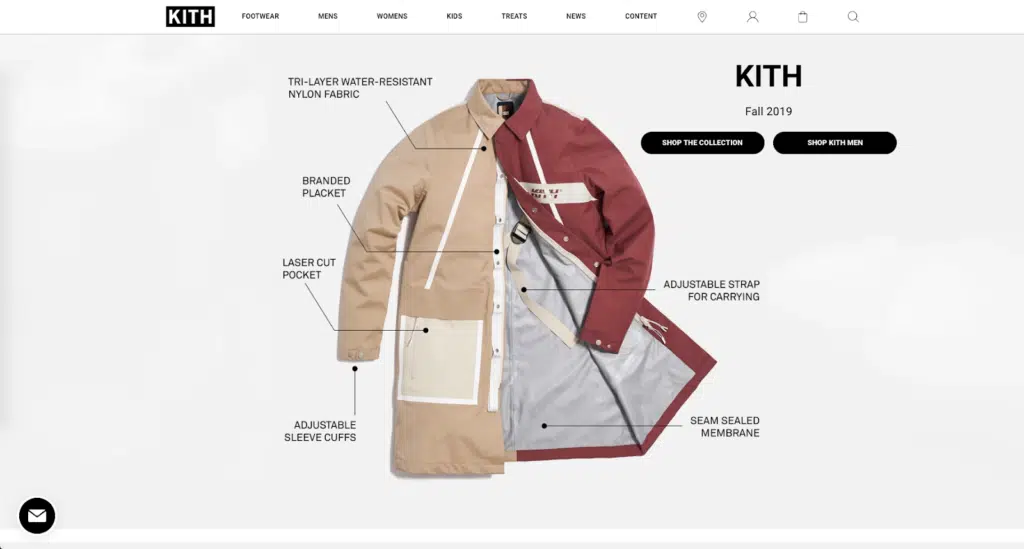 KITH
FOOTWEAR
MENS
WOMENS
KIDS
TREATS
NEWS
CONTENT
KITH
Fall 2019
SHOP THE COLLECTION
SHOP KITH MEN
TRI-LAYER WATER-RESISTANT
NYLON FABRIC
BRANDED
PLACKET
LASER CUT
POCKET
ADJUSTABLE
SLEEVE CUFFS
ADJUSTABLE STRAP
FOR CARRYING
SEAM SEALED
MEMBRANE